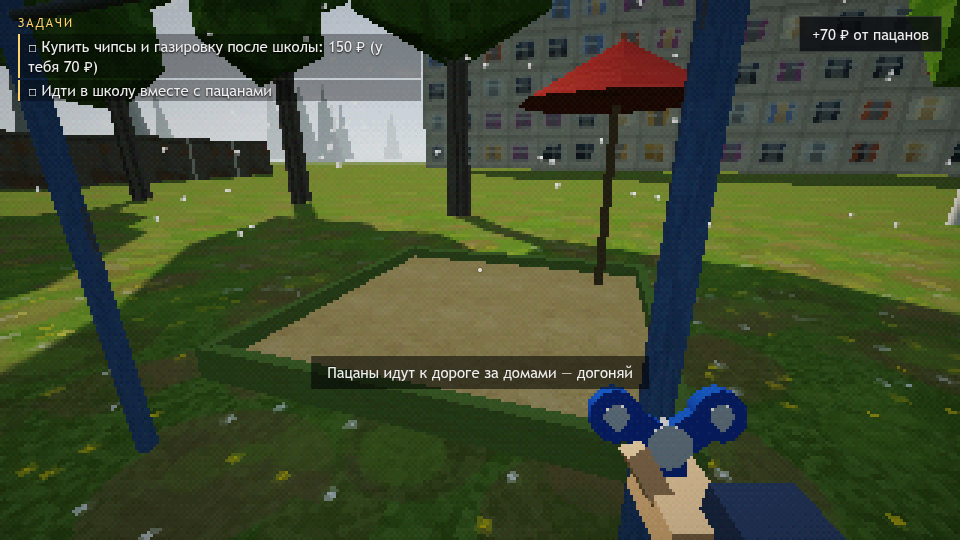 ЗАДАЧИ
□ Купить чипсы и газировку после школы: 150 ₽ (у
тебя 70 ₽)
□ Идти в школу вместе с пацанами
+70 ₽ от пацанов
Пацаны идут к дороге за домами — догоняй